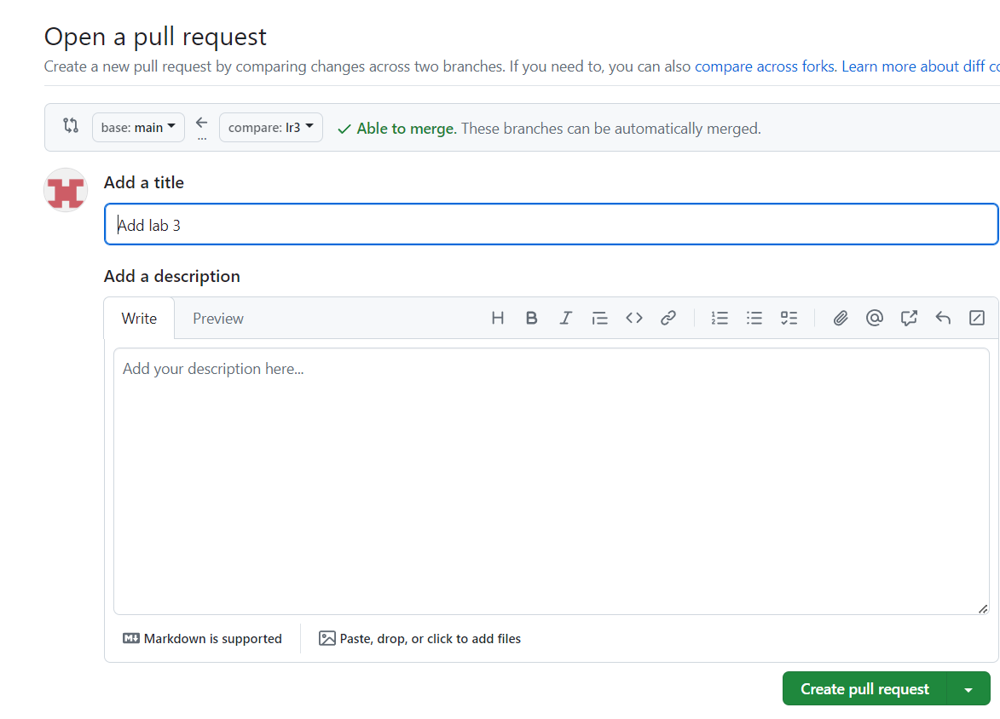 Open a pull request
Create a new pull request by comparing changes across two branches. If you need to, you can also compare across forks. Learn more about diff
base: main
...
compare: lr3
Able to merge. These branches can be automatically merged.
Add a title
Add lab 3
Add a description
Write Preview
Add your description here...
Markdown is supported
Paste, drop, or click to add files
Create pull request